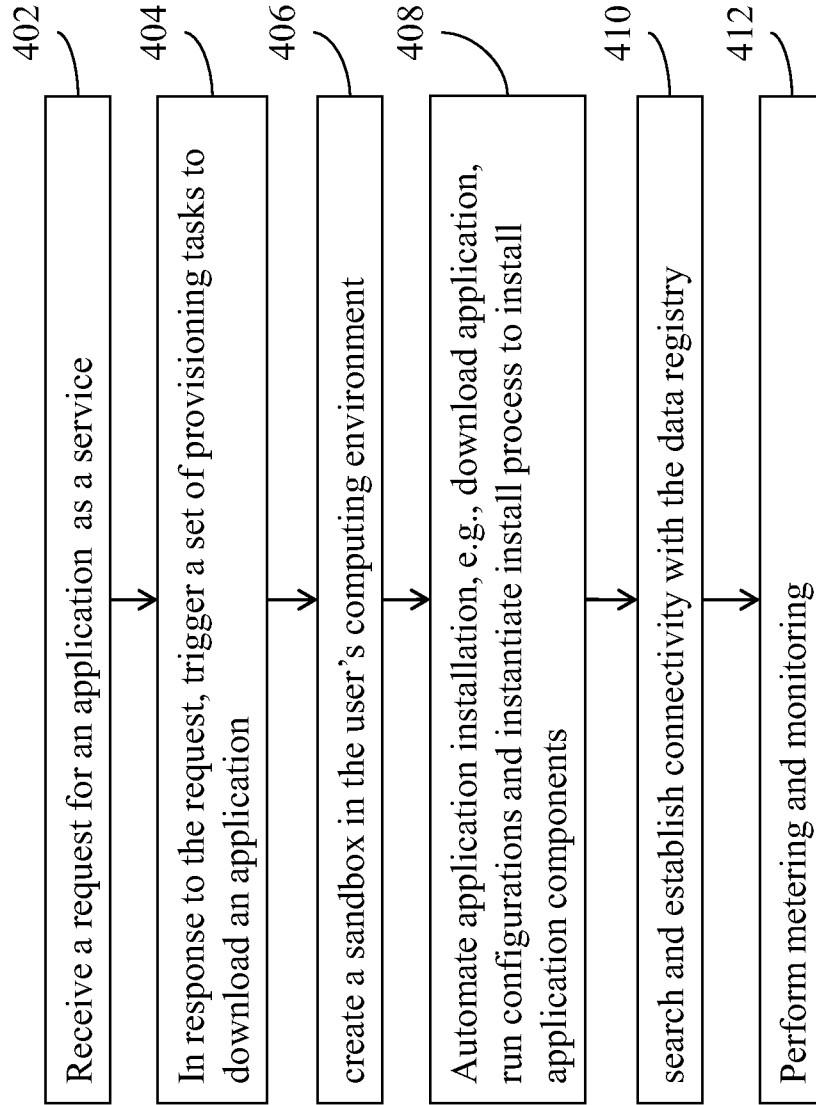 Receive a request for an application as a service
402
In response to the request, trigger a set of provisioning tasks to
download an application
404
create a sandbox in the user's computing environment
406
Automate application installation, e.g., download application,
run configurations and instantiate install process to install
application components
408
search and establish connectivity with the data registry
410
Perform metering and monitoring
412